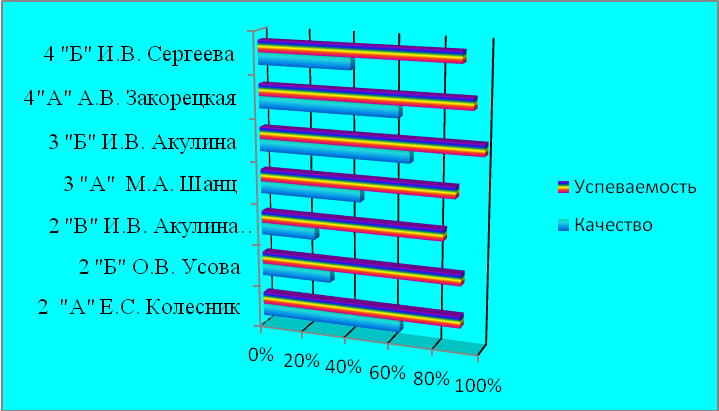 4 "Б" И.В. Сергеева
4"А" А.В. Закорецкая
3 "Б" И.В. Акулина
3 "А" М.А. Шанц
2 "В" И.В. Акулина..
2 "Б" О.В. Усова
2 "А" Е.С. Колесник
0% 20% 40% 60% 80% 100%
Успеваемость
Качество